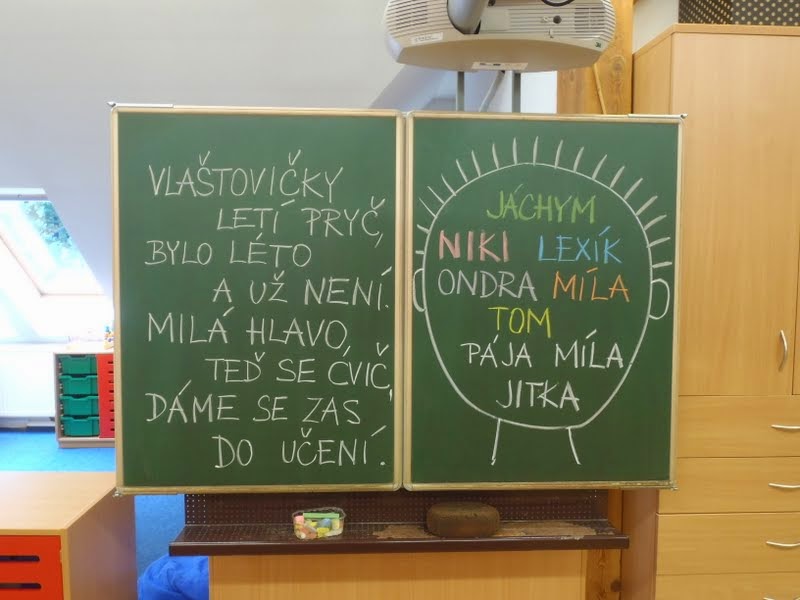 VLAŠTOVIČKY
LETÍ PRYČ,
BYLO LÉTO
A UŽ NENÍ.
MILÁ HLAVO,
TEĎ SE CVIČ,
DÁME SE ZAS
DO UČENÍ.
JÁCHYM
NIKI LEXÍK
ONDRA MÍLA
TOM
PÁJA MÍLA
JITKA